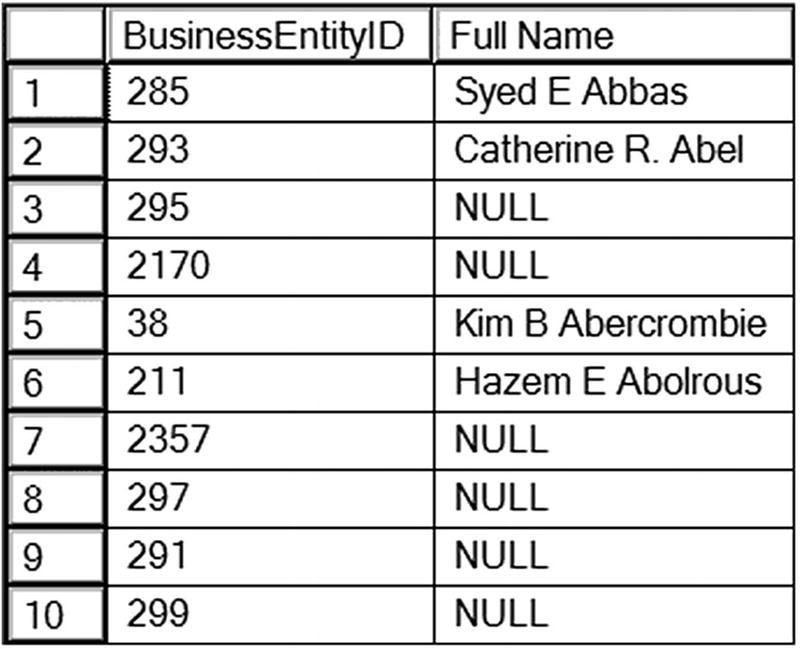 BusinessEntityID Full Name
1 285 Syed E Abbas
2 293 Catherine R. Abel
3 295 NULL
4 2170 NULL
5 38 Kim B Abercrombie
6 211 Hazem E Abolrous
7 2357 NULL
8 297 NULL
9 291 NULL
10 299 NULL